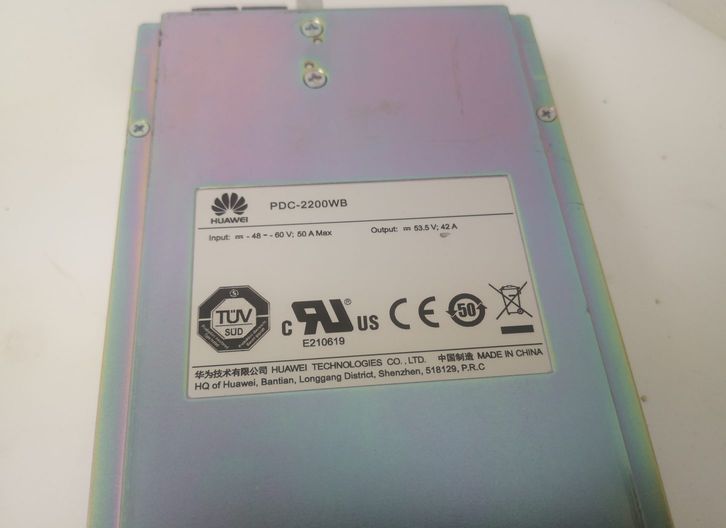 HUAWEI
PDC-2200WB
Input: ⎓ - 48 - - 60 V; 50 A Max Output: ⎓ 53.5 V; 42 A
TÜV
SÜD
C RU ® US
E210619
CE
50
华为技术有限公司 HUAWEI TECHNOLOGIES CO.,LTD. 中国制造 MADE IN CHINA
HQ of Huawei, Bantian, Longgang District, Shenzhen, 518129, P.R.C